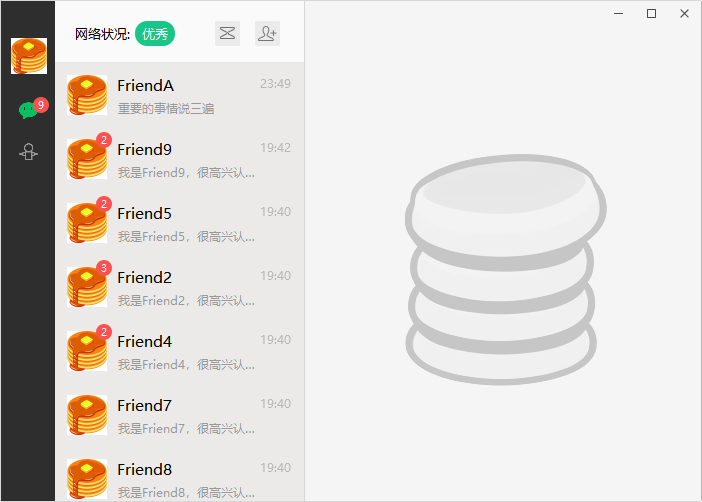 网络状况: 优秀
9
FriendA 23:49
重要的事情说三遍
2
Friend9 19:42
我是Friend9，很高兴认...
2
Friend5 19:40
我是Friend5，很高兴认...
3
Friend2 19:40
我是Friend2，很高兴认...
2
Friend4 19:40
我是Friend4，很高兴认...
Friend7 19:40
我是Friend7，很高兴认...
Friend8 19:40
我是Friend8，很高兴认...